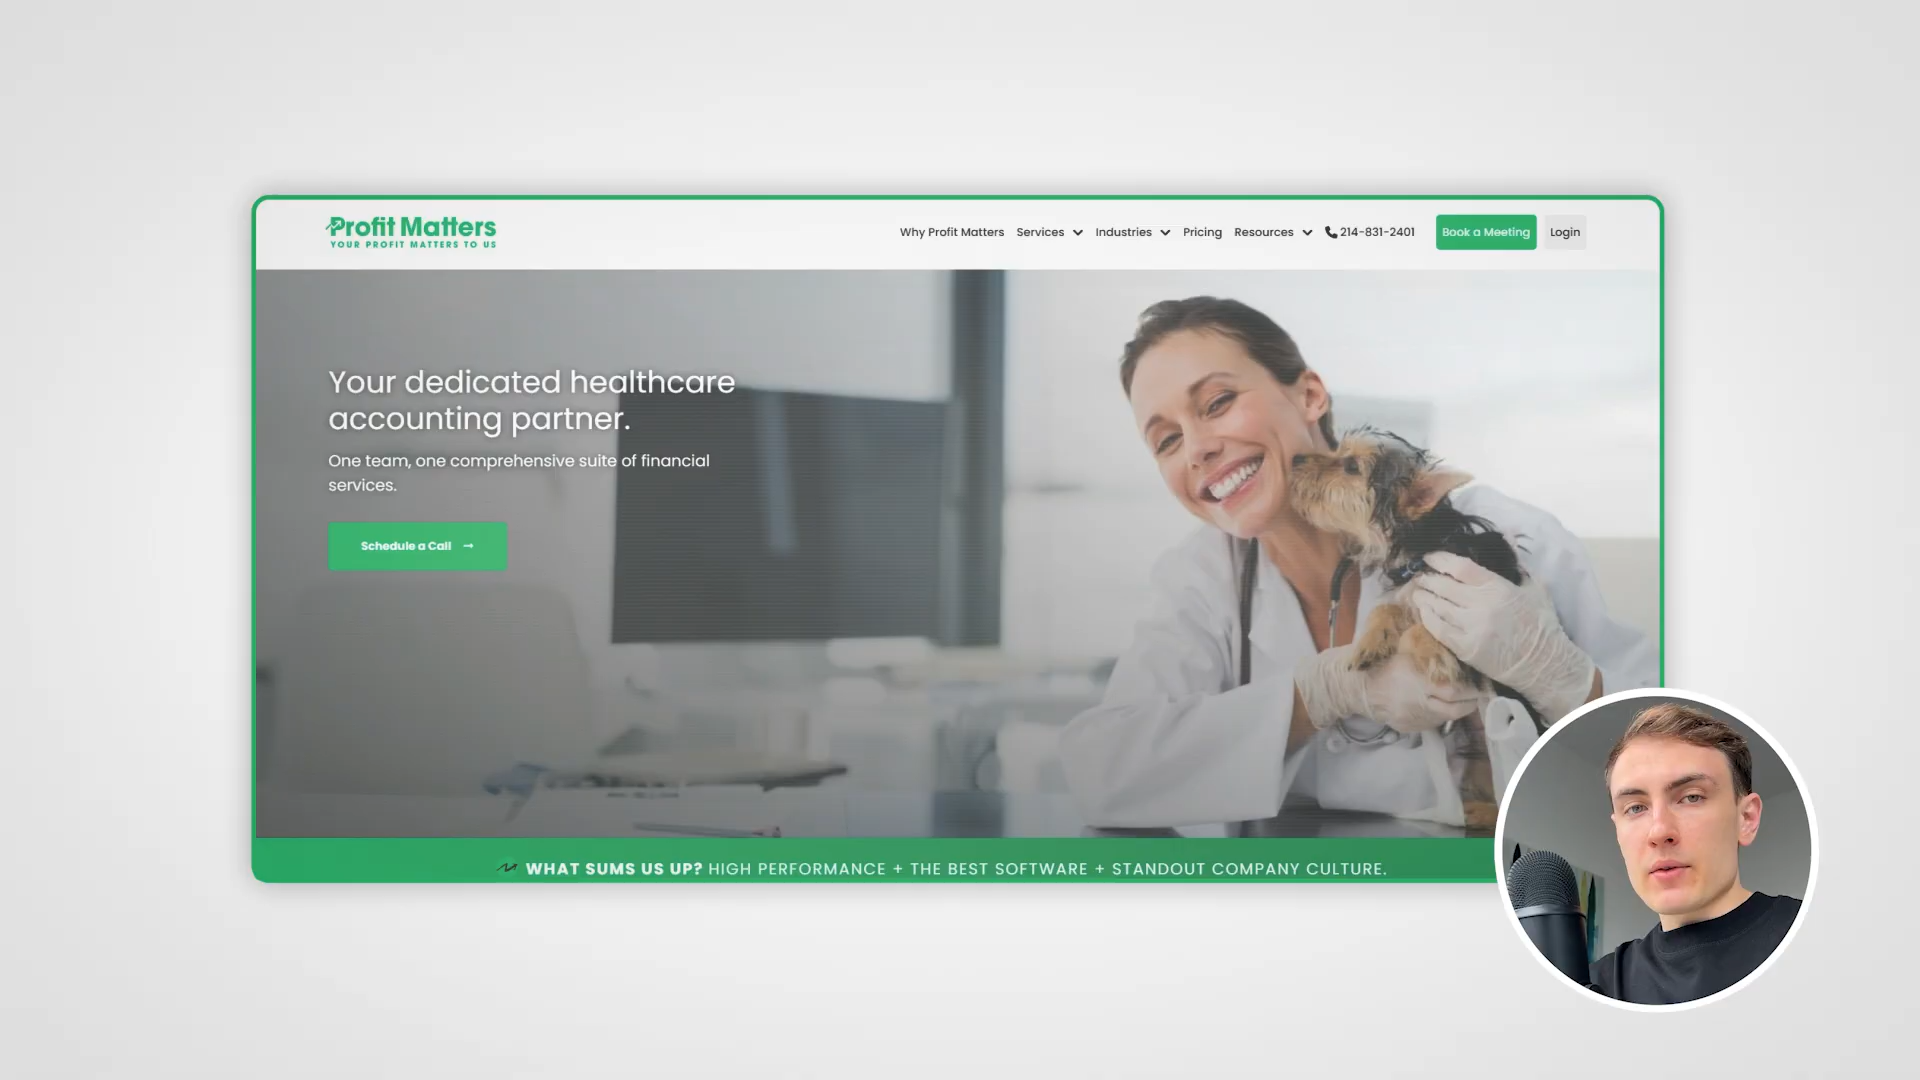 Profit Matters
YOUR PROFIT MATTERS TO US
Why Profit Matters Services Industries Pricing Resources 214-831-2401 Book a Meeting Login
Your dedicated healthcare
accounting partner.
One team, one comprehensive suite of financial
services.
Schedule a Call →
WHAT SUMS US UP? HIGH PERFORMANCE + THE BEST SOFTWARE + STANDOUT COMPANY CULTURE.